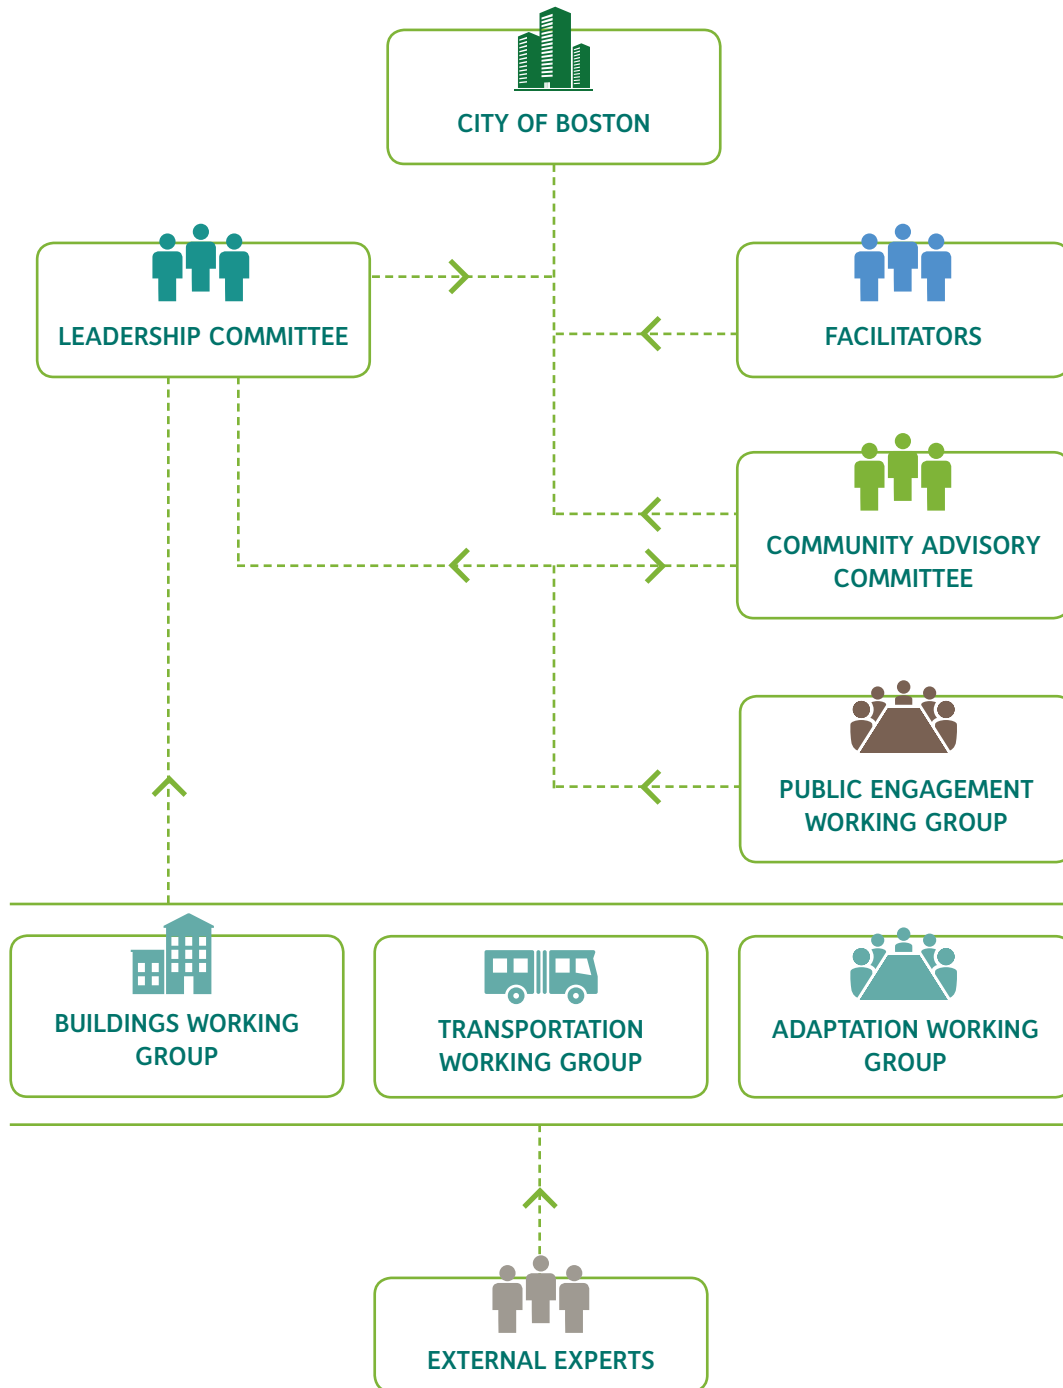 CITY OF BOSTON
LEADERSHIP COMMITTEE
FACILITATORS
COMMUNITY ADVISORY
COMMITTEE
PUBLIC ENGAGEMENT
WORKING GROUP
BUILDINGS WORKING
GROUP
TRANSPORTATION
WORKING GROUP
ADAPTATION WORKING
GROUP
EXTERNAL EXPERTS